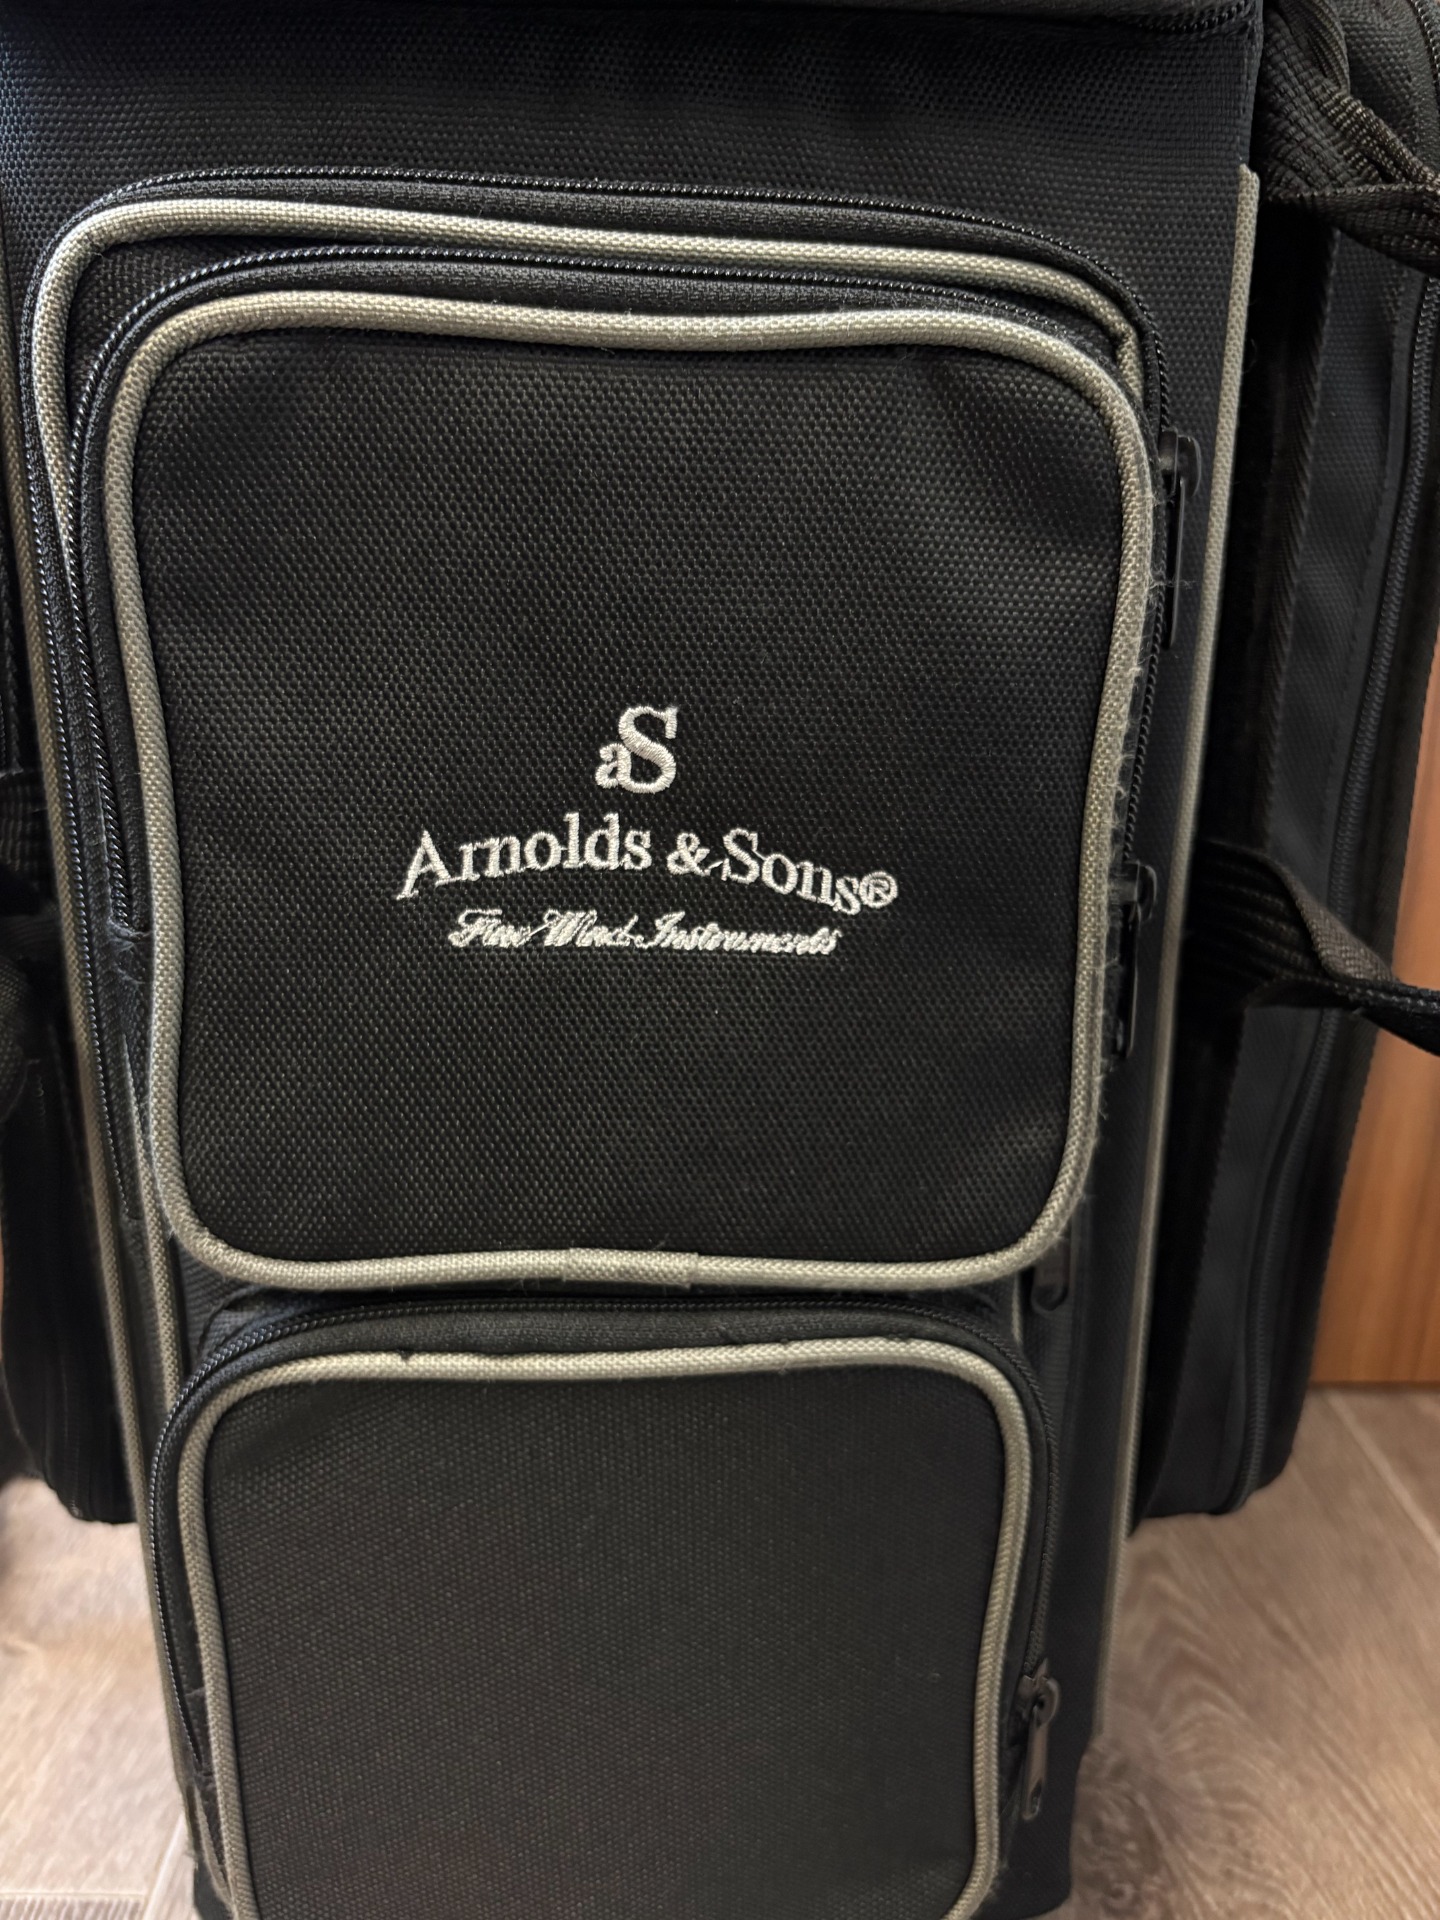 aS
Arnolds & Sons®
Fine Wind Instruments